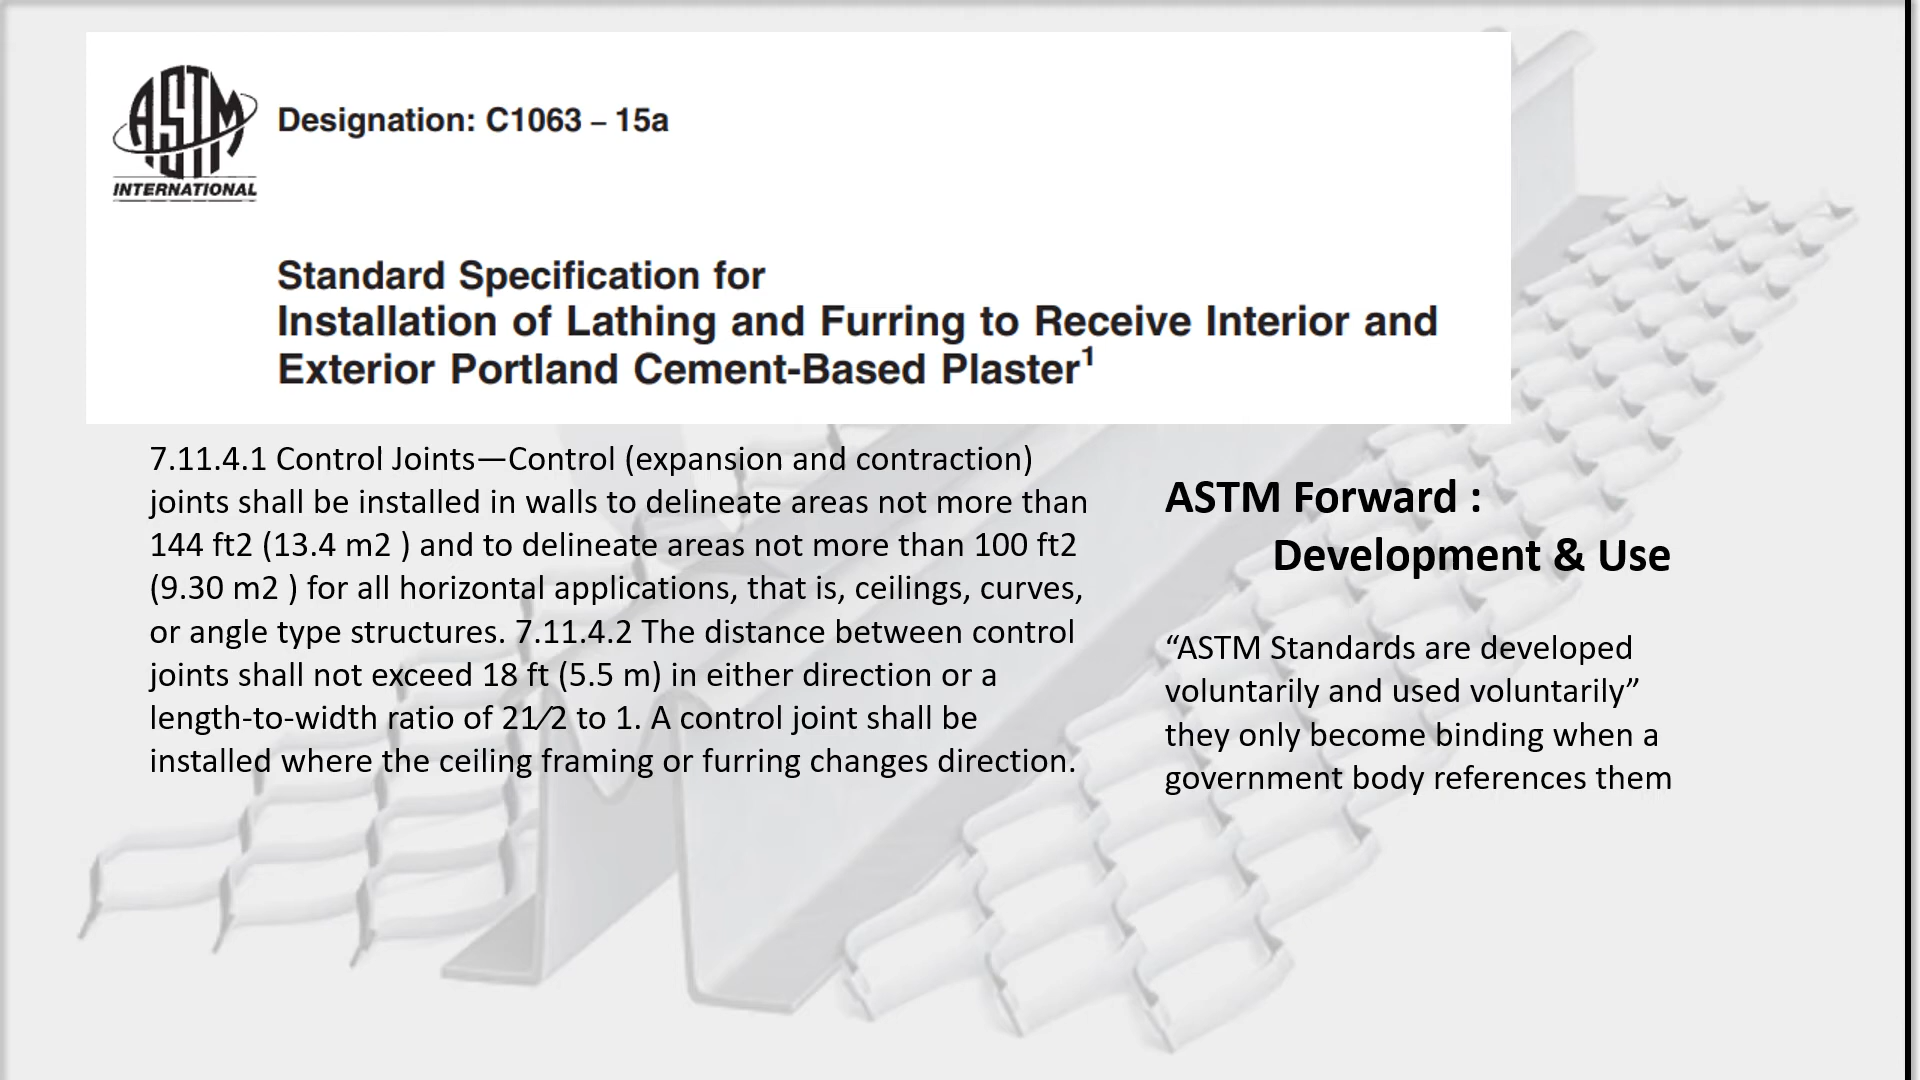 ASTM
INTERNATIONAL
Designation: C1063 – 15a
Standard Specification for
Installation of Lathing and Furring to Receive Interior and
Exterior Portland Cement-Based Plaster¹
7.11.4.1 Control Joints—Control (expansion and contraction)
joints shall be installed in walls to delineate areas not more than
144 ft2 (13.4 m2 ) and to delineate areas not more than 100 ft2
(9.30 m2 ) for all horizontal applications, that is, ceilings, curves,
or angle type structures. 7.11.4.2 The distance between control
joints shall not exceed 18 ft (5.5 m) in either direction or a
length-to-width ratio of 21⁄2 to 1. A control joint shall be
installed where the ceiling framing or furring changes direction.
ASTM Forward :
Development & Use
“ASTM Standards are developed
voluntarily and used voluntarily”
they only become binding when a
government body references them